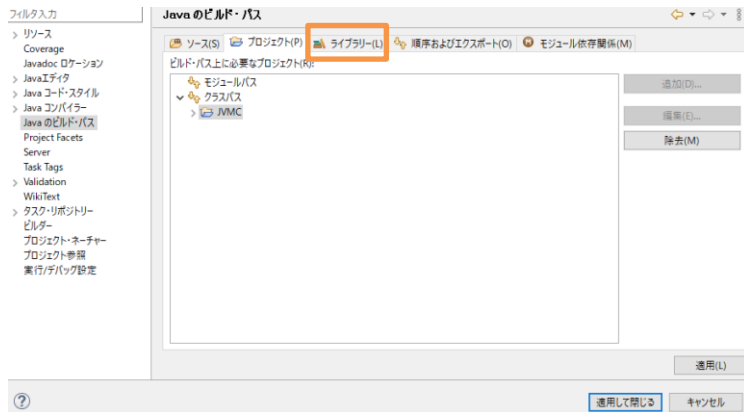 フィルタ入力
Java のビルド・パス
リソース
Coverage
Javadoc ロケーション
Javaエディタ
Java コード・スタイル
Java コンパイラー
Java のビルド・パス
Project Facets
Server
Task Tags
Validation
WikiText
タスク・リポジトリー
ビルダー
プロジェクト・ネーチャー
プロジェクト参照
実行/デバッグ設定
ソース(S)
プロジェクト(P)
ライブラリー(L)
順序およびエクスポート(O)
モジュール依存関係(M)
ビルド・パス上に必要なプロジェクト(R):
モジュールパス
クラスパス
JVMC
追加(D)...
編集(E)...
除去(M)
適用(L)
適用して閉じる
キャンセル